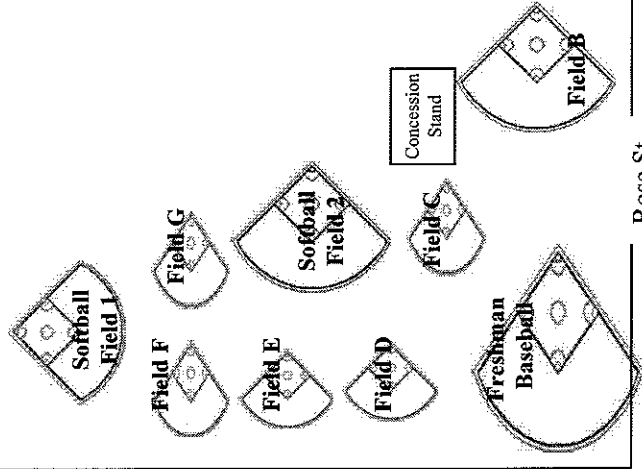 Softball
Field 1
Field G
Field F
Softball
Field 2
Field E
Concession
Stand
Field C
Field D
Field B
Freshman
Baseball
Rose St